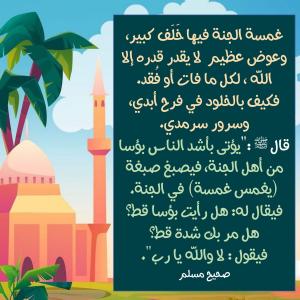 غمسة الجنة فيها خَلَف كبير،
وعوض عظيم لا يقدر قدره إلا
الله ، لكل ما فات أو فُقد.
فكيف بالخلود في فرح أبدي،
وسرور سرمدي.
قال ﷺ :"يؤتى بأشد الناس بؤسا
من أهل الجنة، فيصبغ صبغة
(يغمس غمسة) في الجنة.
فيقال له: هل رأيت بؤسا قط؟
هل مر بك شدة قط؟
فيقول : لا والله يا رب".
صحيح مسلم